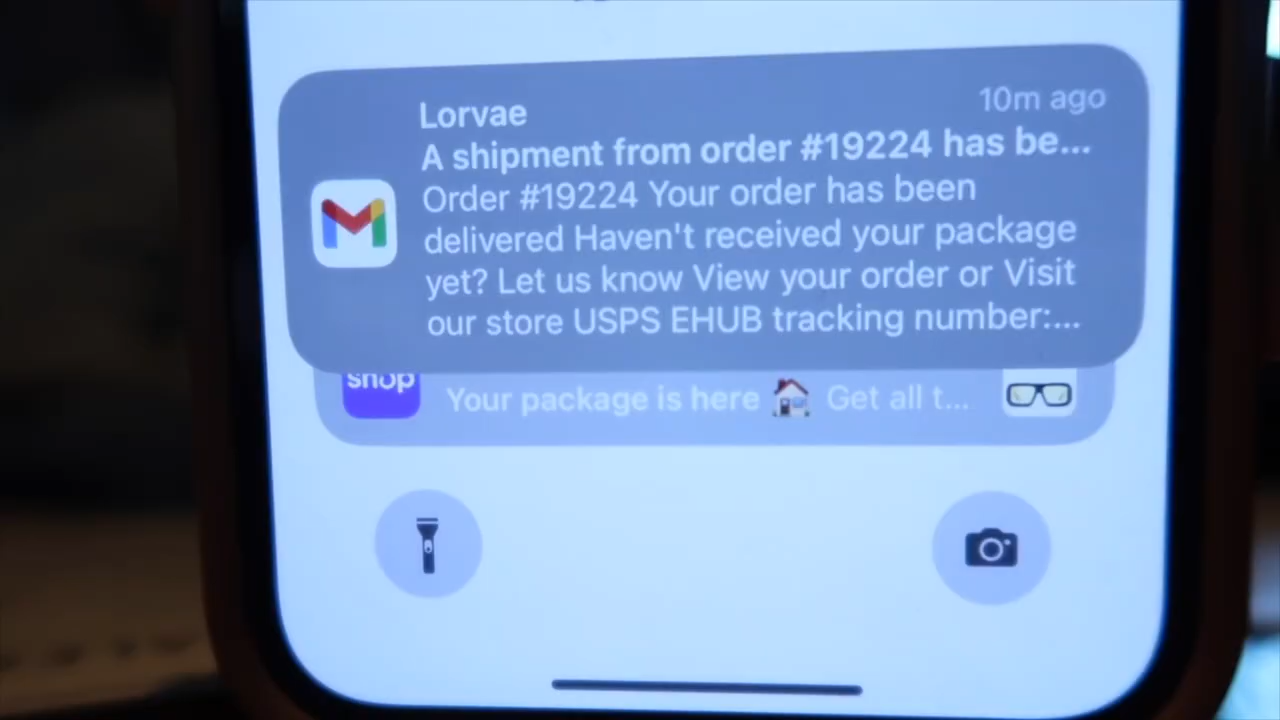 Lorvae
10m ago
A shipment from order #19224 has be...
Order #19224 Your order has been
delivered Haven't received your package
yet? Let us know View your order or Visit
our store USPS EHUB tracking number:...
shop
Your package is here 🏠 Get all t...